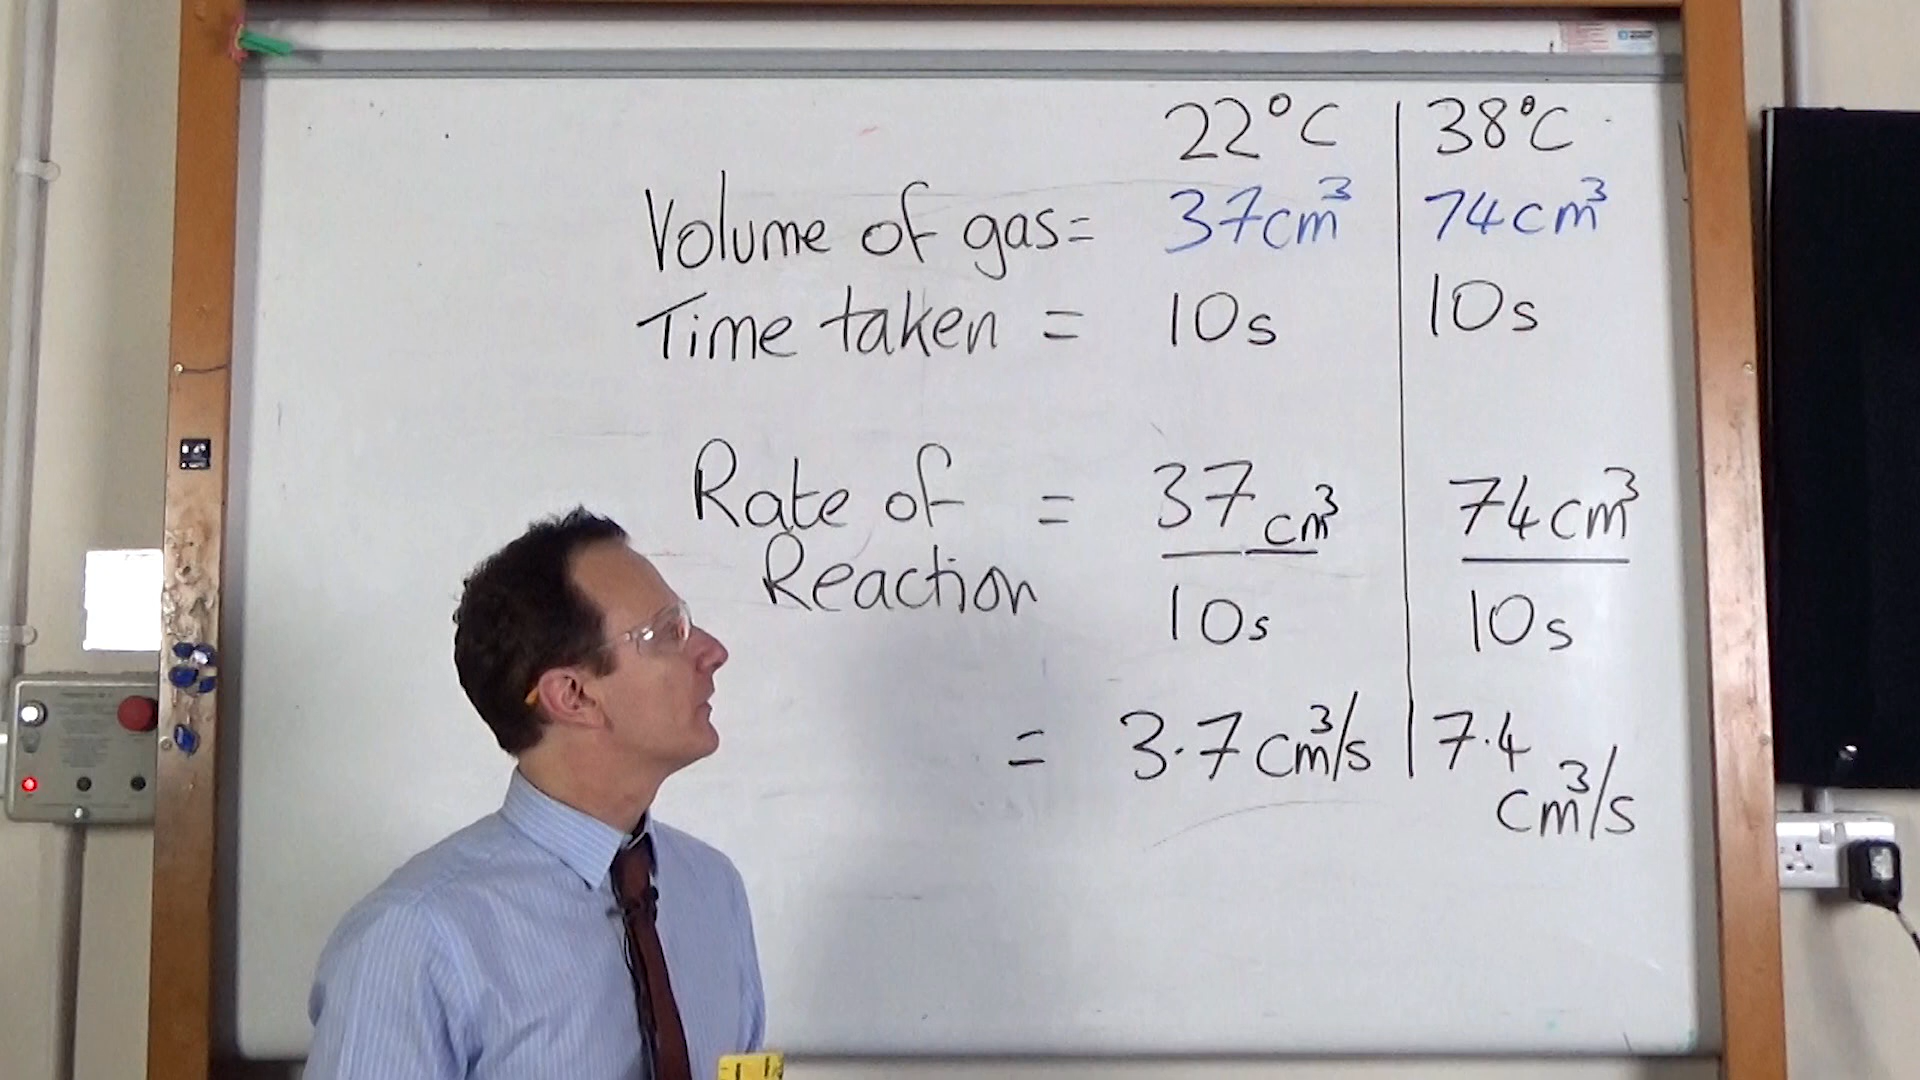 22°C 38°C
Volume of gas= 37cm³ 74cm³
Time taken = 10s 10s
Rate of = 37cm³ 74cm³
Reaction 10s 10s
= 3.7cm³/s 7.4
cm³/s